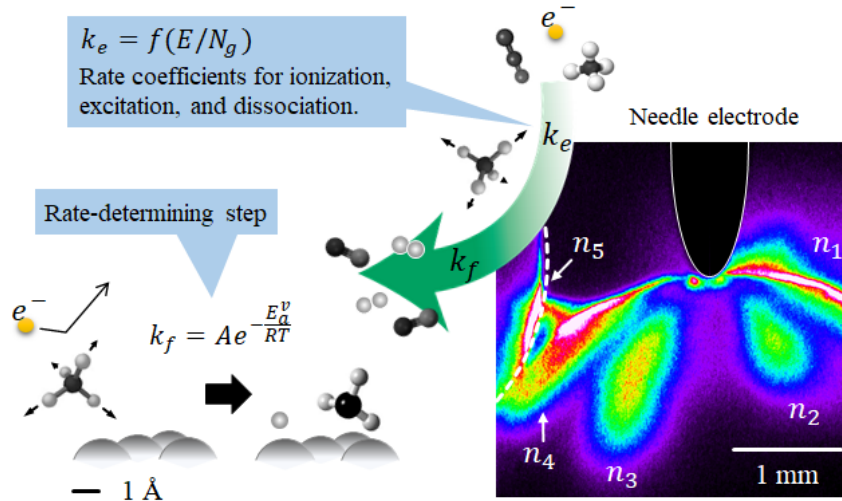 e⁻
k_e = f(E/N_g)
Rate coefficients for ionization,
excitation, and dissociation.
Needle electrode
k_e
Rate-determining step
k_f
n_5
n_1
e⁻
k_f = Ae^{-\frac{E_a^v}{RT}}
n_2
n_4
n_3
1 mm
1 Å